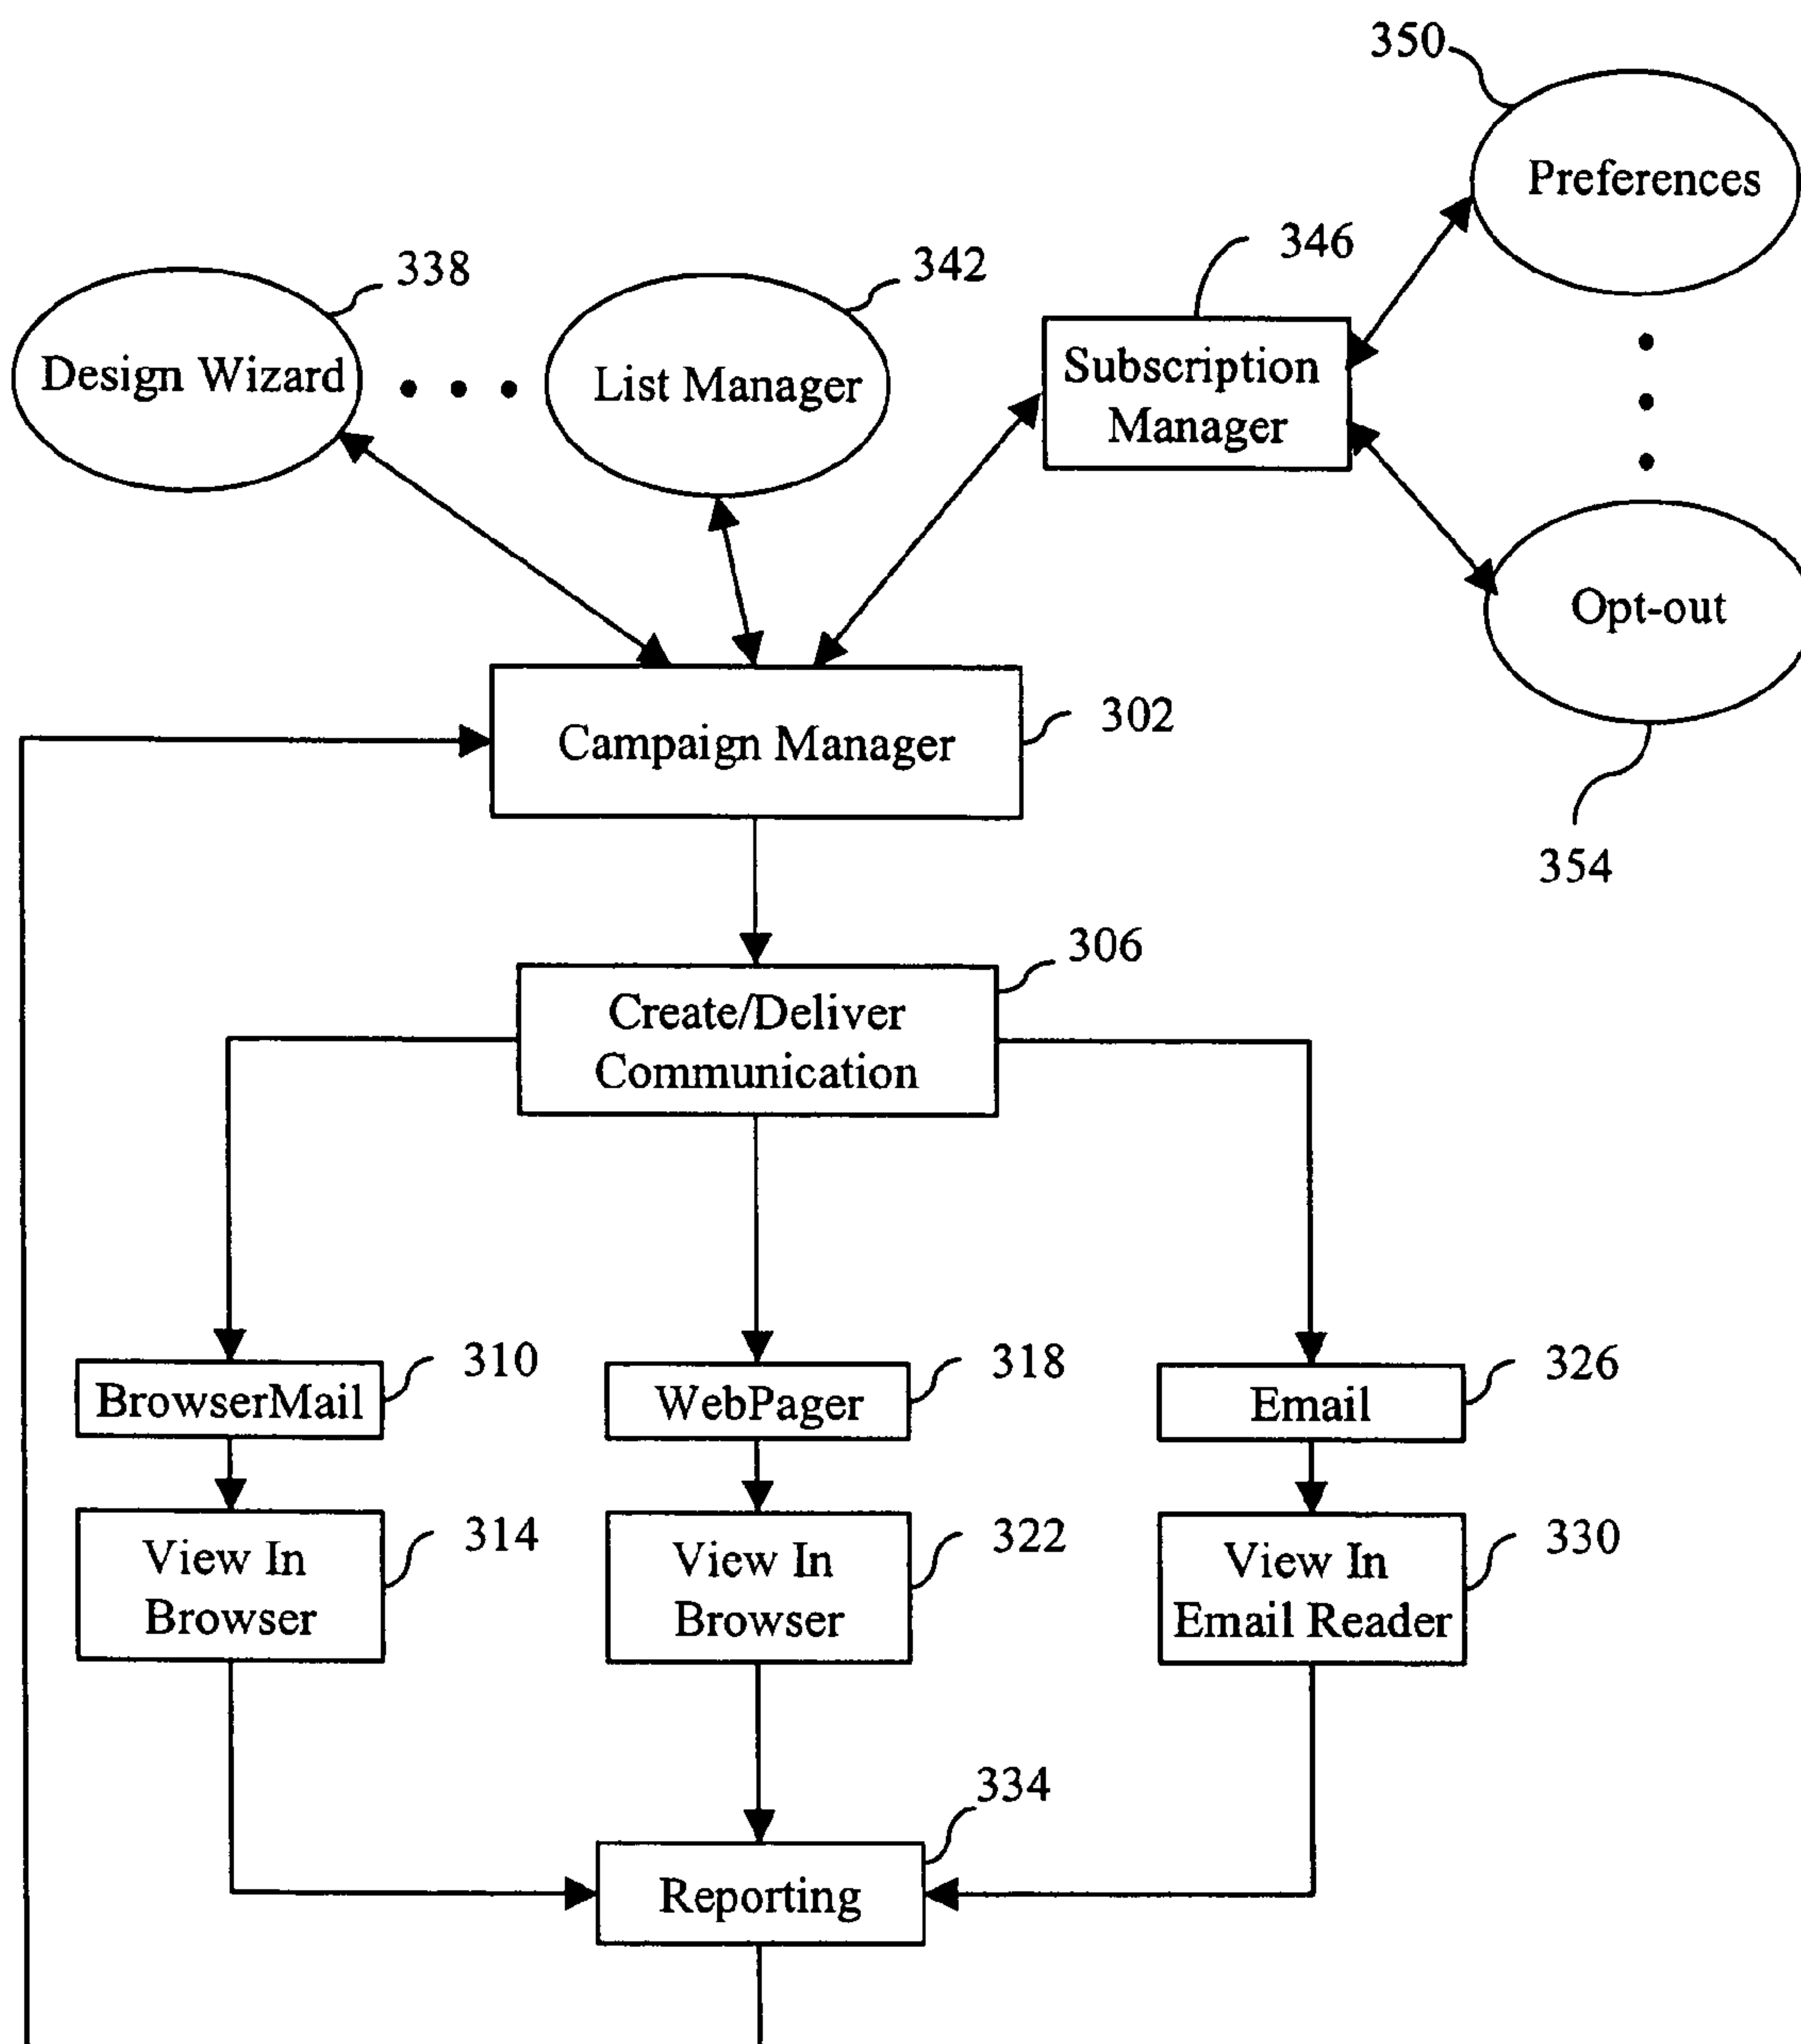 350
Preferences
346
338
342
Design Wizard
List Manager
Subscription
Manager
Opt-out
354
Campaign Manager
302
306
Create/Deliver
Communication
310
BrowserMail
318
WebPager
326
Email
314
View In
Browser
322
View In
Browser
330
View In
Email Reader
334
Reporting